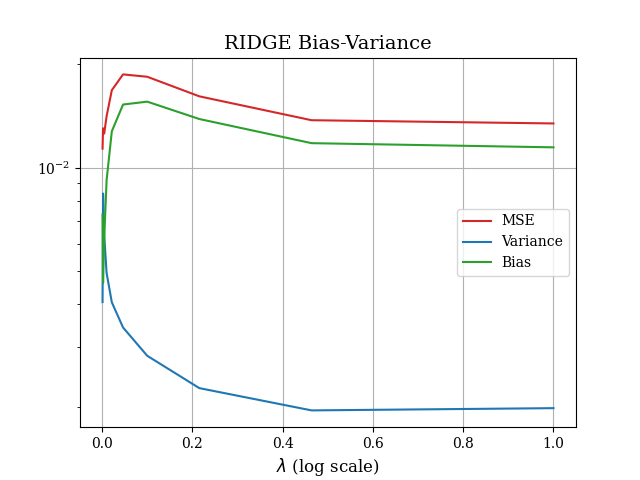 RIDGE Bias-Variance
10⁻²
MSE
Variance
Bias
0.0 0.2 0.4 0.6 0.8 1.0
λ (log scale)